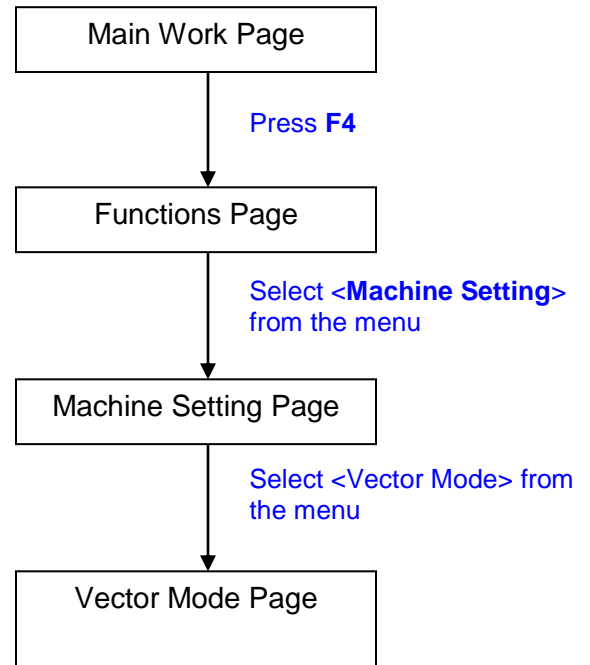 Main Work Page
Press F4
Functions Page
Select <Machine Setting>
from the menu
Machine Setting Page
Select <Vector Mode> from
the menu
Vector Mode Page